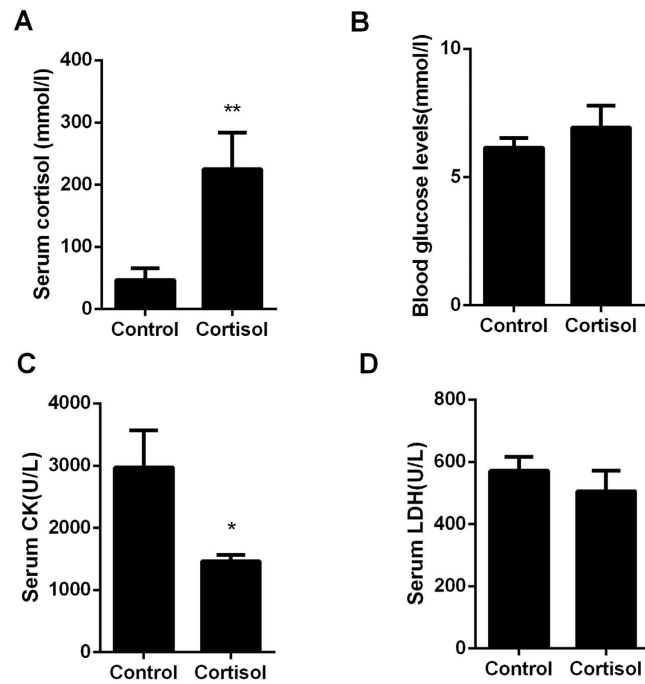 A
Serum cortisol (mmol/l)
400
300
200
100
0
**
Control Cortisol
B
Blood glucose levels(mmol/l)
10
5
0
Control Cortisol
C
Serum CK(U/L)
4000
3000
2000
1000
0
*
Control Cortisol
D
Serum LDH(U/L)
800
600
400
200
0
Control Cortisol